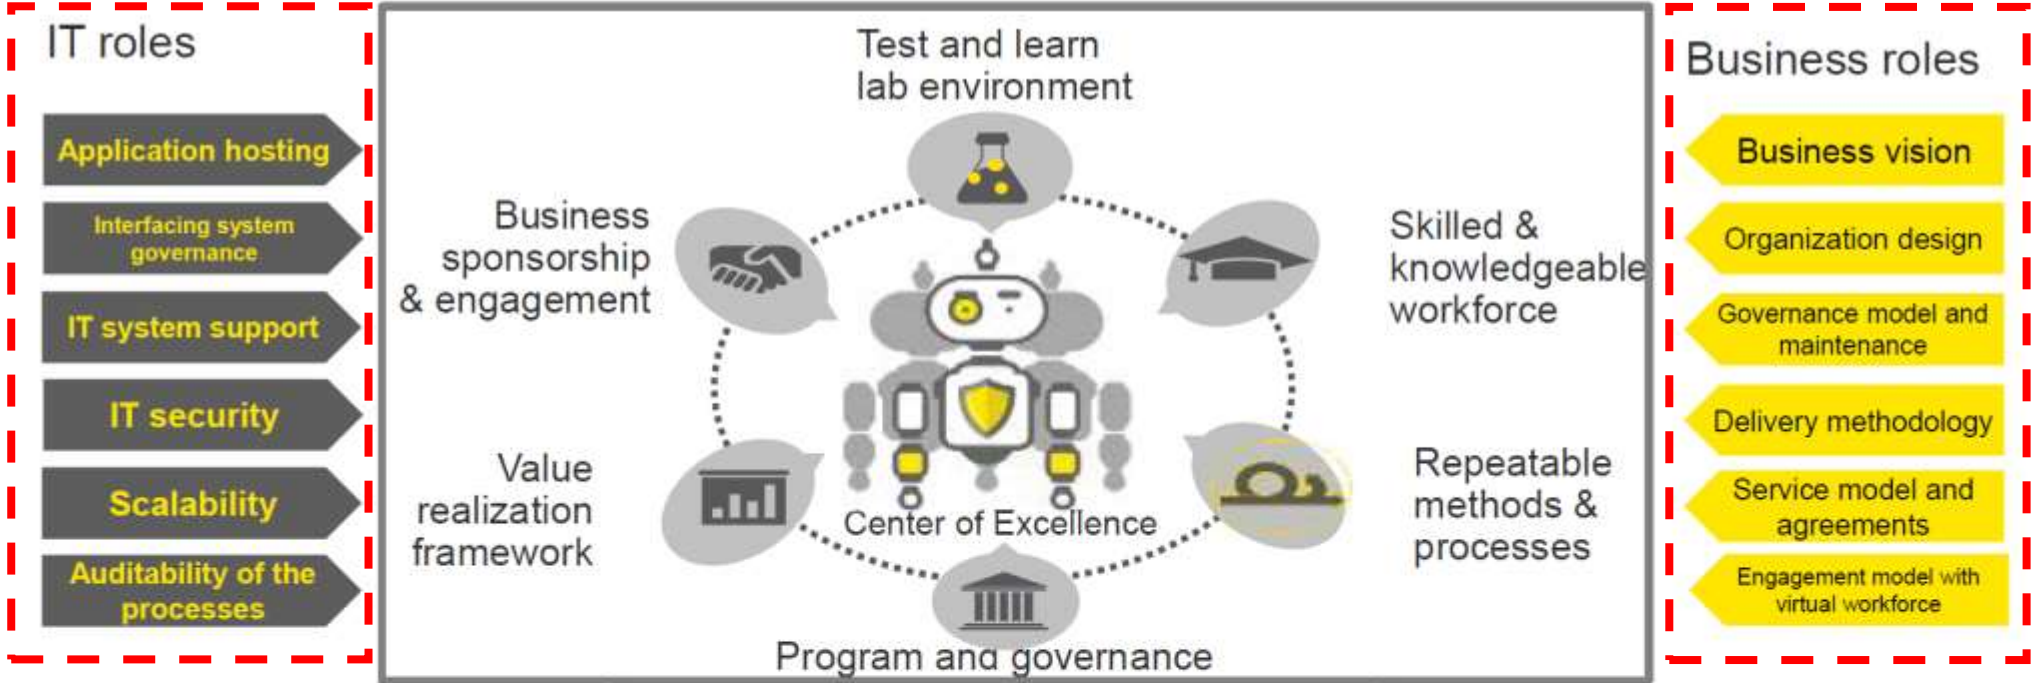 IT roles
Application hosting
Interfacing system
governance
IT system support
IT security
Scalability
Auditability of the
processes
Test and learn
lab environment
Business
sponsorship
& engagement
Skilled &
knowledgeable
workforce
Value
realization
framework
Center of Excellence
Repeatable
methods &
processes
Program and governance
Business roles
Business vision
Organization design
Governance model and
maintenance
Delivery methodology
Service model and
agreements
Engagement model with
virtual workforce